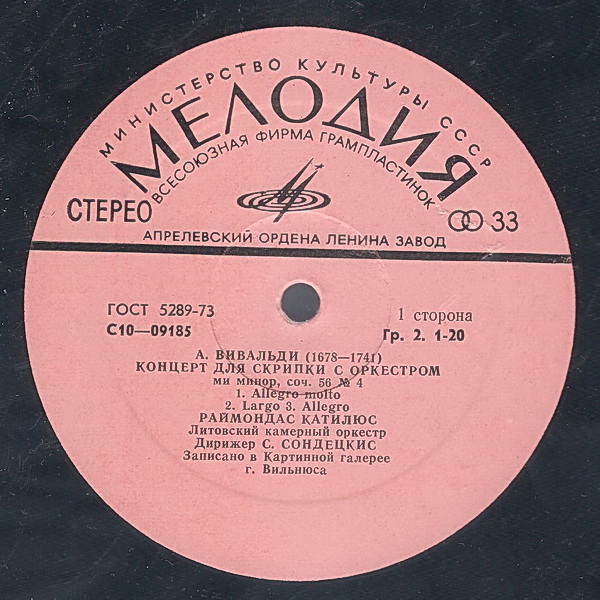 МИНИСТЕРСТВО КУЛЬТУРЫ СССР
МЕЛОДИЯ
ВСЕСОЮЗНАЯ ФИРМА ГРАМПЛАСТИНОК
СТЕРЕО
33
АПРЕЛЕВСКИЙ ОРДЕНА ЛЕНИНА ЗАВОД
ГОСТ 5289-73
1 сторона
С10—09185
Гр. 2. 1-20
А. ВИВАЛЬДИ (1678—1741)
КОНЦЕРТ ДЛЯ СКРИПКИ С ОРКЕСТРОМ
ми минор, соч. 56 № 4
1. Allegro molto
2. Largo 3. Allegro
РАЙМОНДАС КАТИЛЮС
Литовский камерный оркестр
Дирижер С. СОНДЕЦКИС
Записано в Картинной галерее
г. Вильнюса